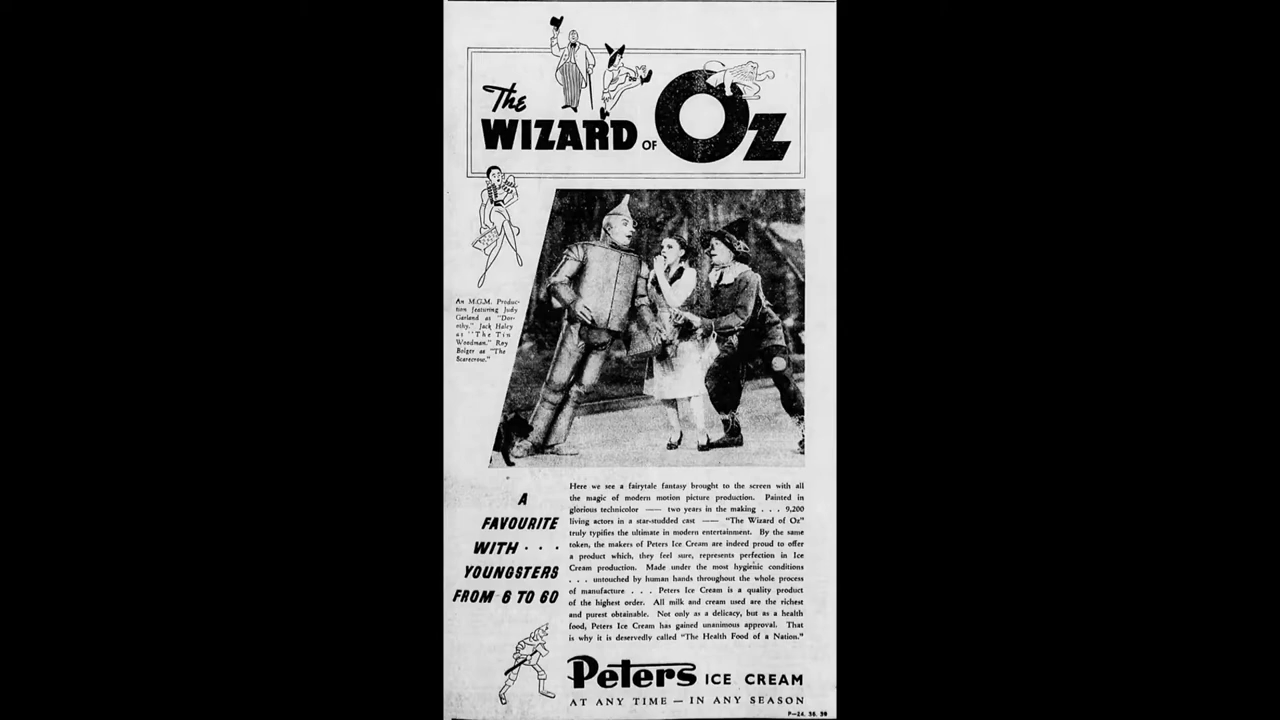 The
WIZARD OF Oz
An M.G.M. Produc-
tion featuring Judy
Garland as "Dor-
othy." Jack Haley
as "The Tin
Woodman." Ray
Bolger as "The
Scarecrow."
A
FAVOURITE
WITH · · ·
YOUNGSTERS
FROM 6 TO 60
Here we see a fairytale fantasy brought to the screen with all
the magic of modern motion picture production. Painted in
glorious technicolor —— two years in the making . . . 9,200
living actors in a star-studded cast —— "The Wizard of Oz"
truly typifies the ultimate in modern entertainment. By the same
token, the makers of Peters Ice Cream are indeed proud to offer
a product which, they feel sure, represents perfection in Ice
Cream production. Made under the most hygienic conditions
. . . untouched by human hands throughout the whole process
of manufacture . . . Peters Ice Cream is a quality product
of the highest order. All milk and cream used are the richest
and purest obtainable. Not only as a delicacy, but as a health
food, Peters Ice Cream has gained unanimous approval. That
is why it is deservedly called "The Health Food of a Nation."
Peters ICE CREAM
AT ANY TIME — IN ANY SEASON
P—24. 36. 38